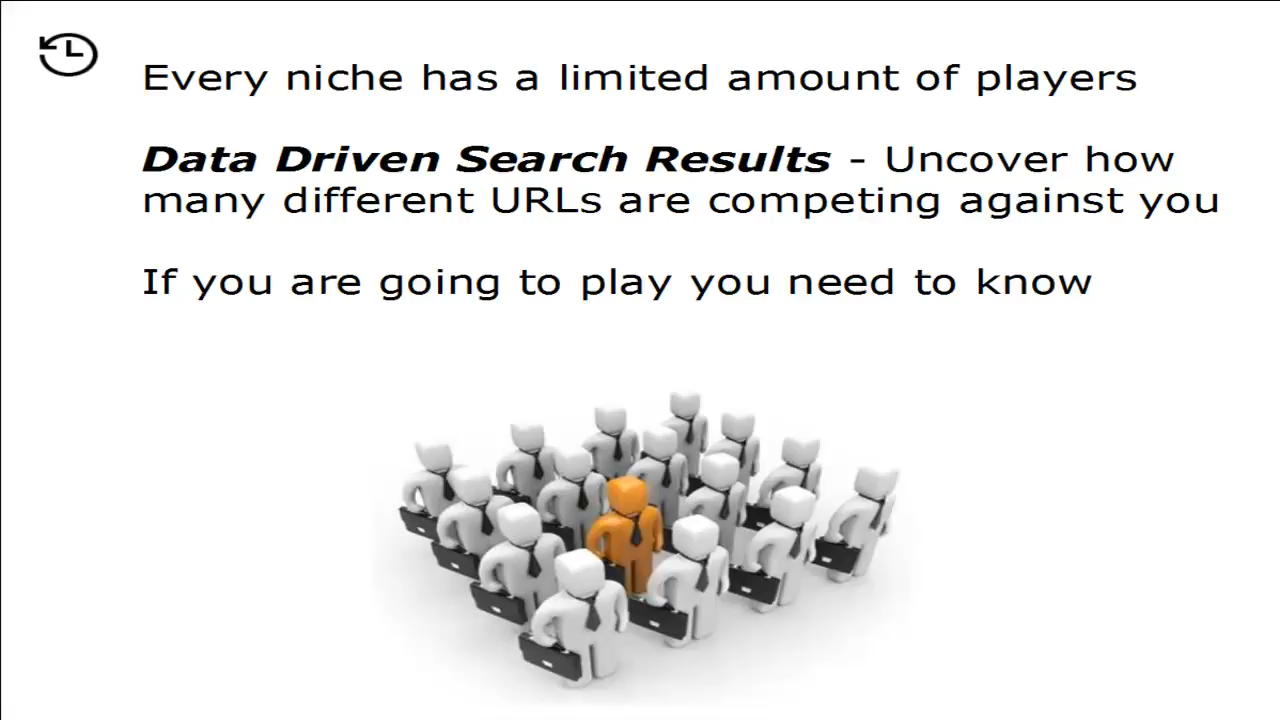 Every niche has a limited amount of players
Data Driven Search Results - Uncover how
many different URLs are competing against you
If you are going to play you need to know